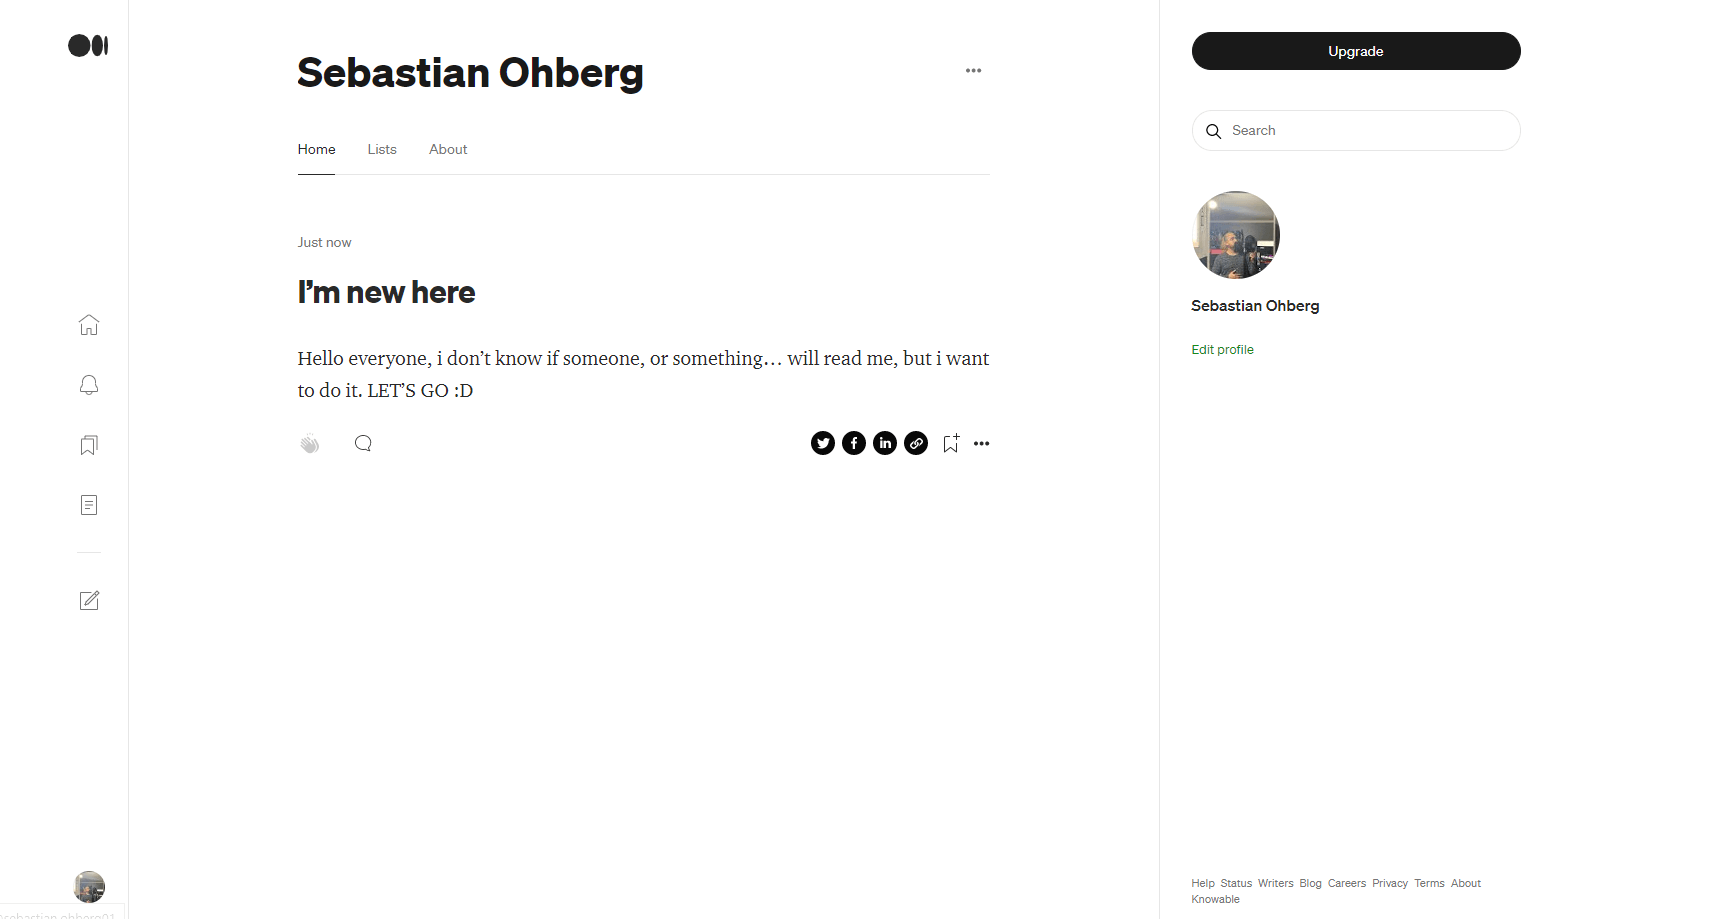 Sebastian Ohberg
Home Lists About
Just now
I’m new here
Hello everyone, i don’t know if someone, or something… will read me, but i want
to do it. LET’S GO :D
Upgrade
Search
Sebastian Ohberg
Edit profile
Help Status Writers Blog Careers Privacy Terms About
Knowable